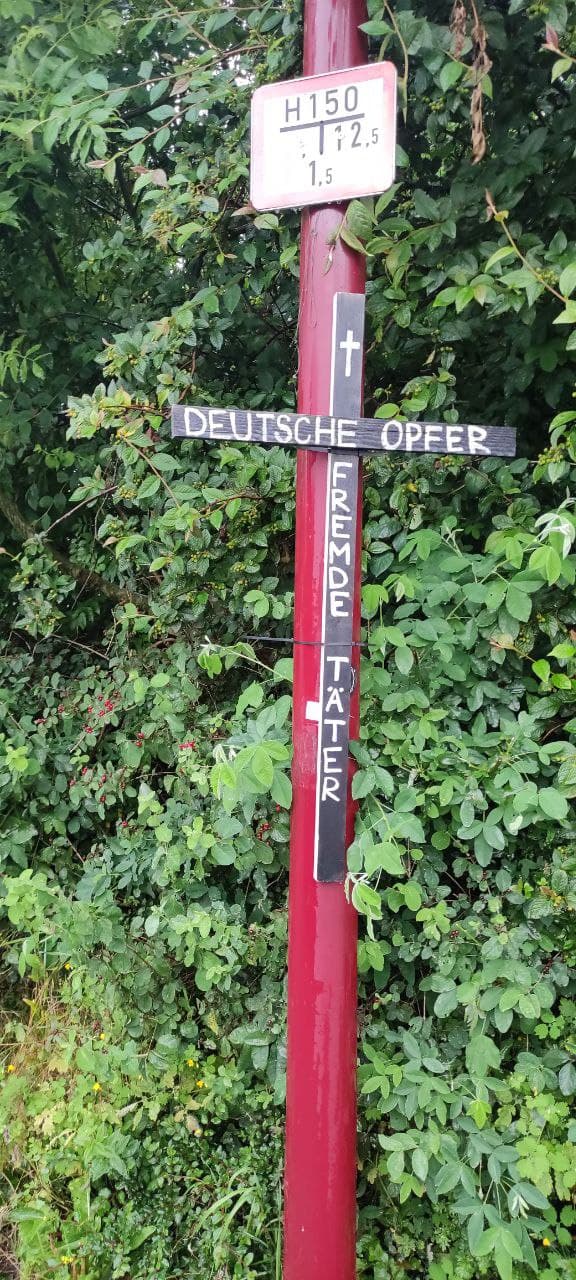 H150
12,5
1,5
DEUTSCHE OPFER
FREMDE TÄTER